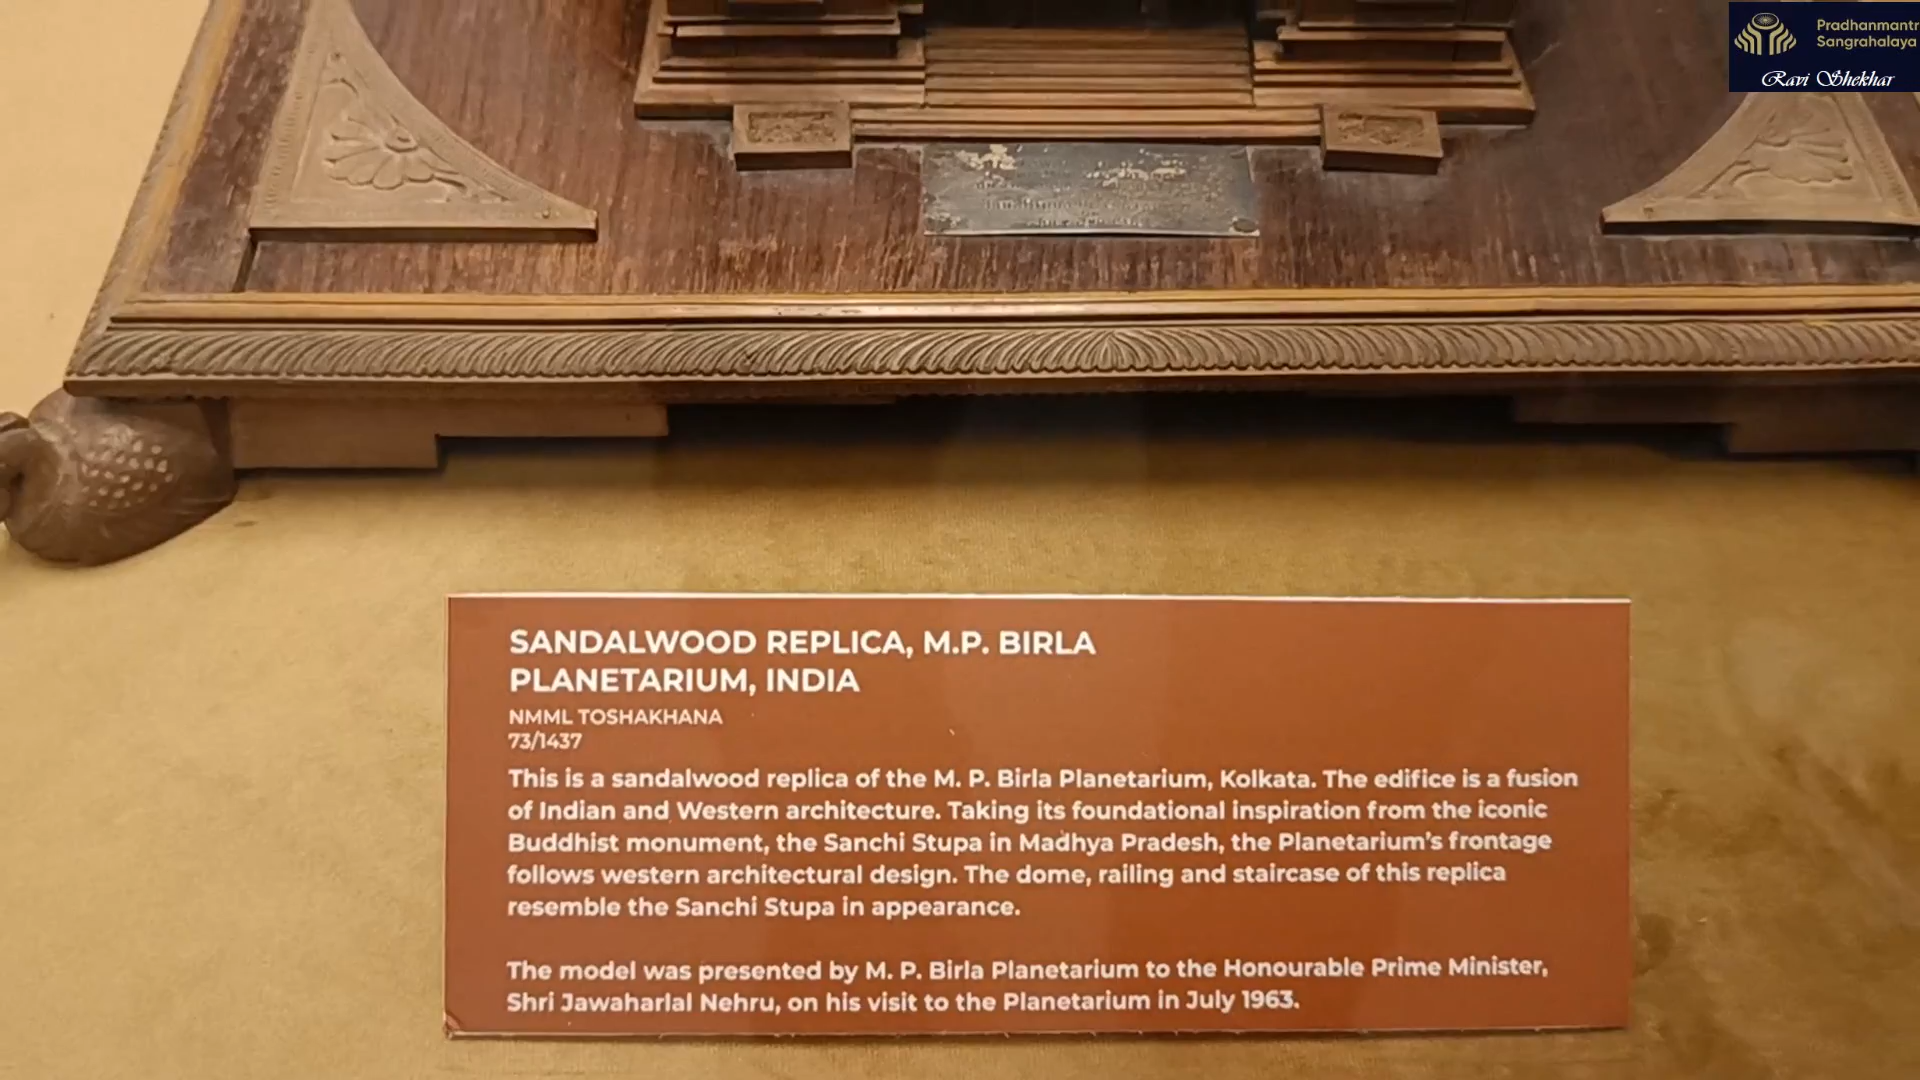 Pradhanmantr
Sangrahalaya
Ravi Shekhar
SANDALWOOD REPLICA, M.P. BIRLA
PLANETARIUM, INDIA
NMML TOSHAKHANA
73/1437
This is a sandalwood replica of the M. P. Birla Planetarium, Kolkata. The edifice is a fusion
of Indian and Western architecture. Taking its foundational inspiration from the iconic
Buddhist monument, the Sanchi Stupa in Madhya Pradesh, the Planetarium's frontage
follows western architectural design. The dome, railing and staircase of this replica
resemble the Sanchi Stupa in appearance.
The model was presented by M. P. Birla Planetarium to the Honourable Prime Minister,
Shri Jawaharlal Nehru, on his visit to the Planetarium in July 1963.